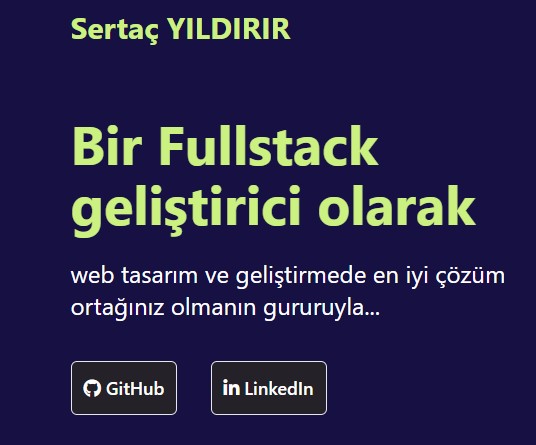 Sertaç YILDIRIR
Bir Fullstack
geliştirici olarak
web tasarım ve geliştirmede en iyi çözüm
ortağınız olmanın gururuyla...
GitHub
LinkedIn